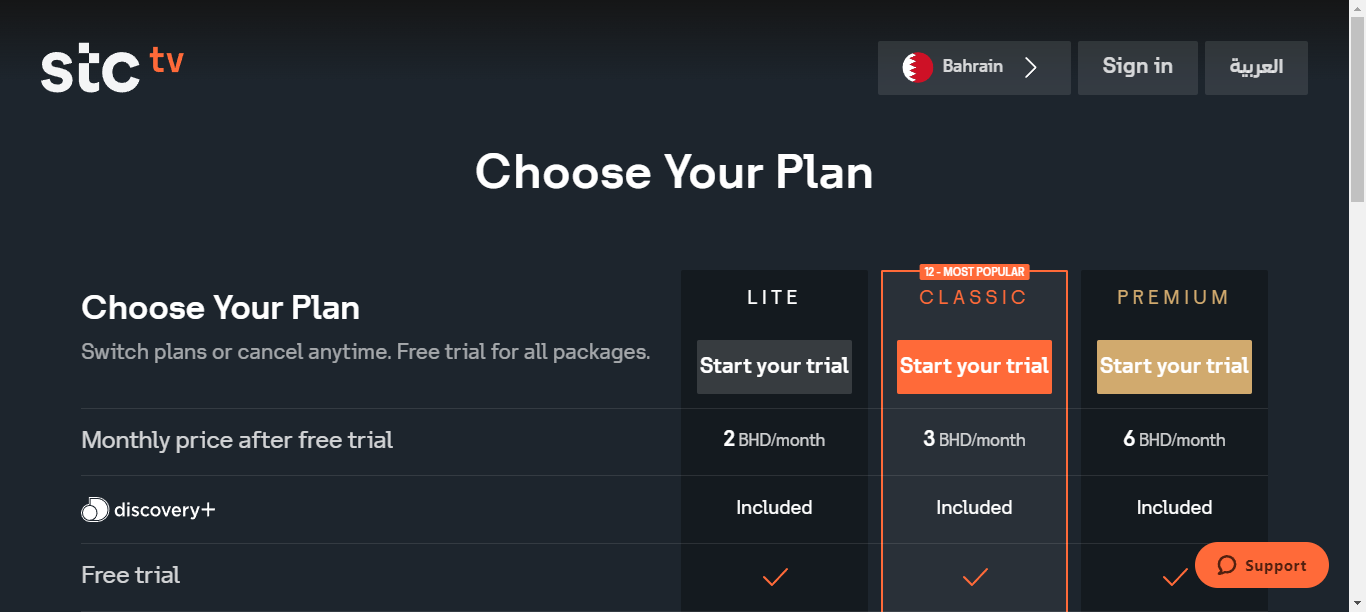 stc tv
Bahrain
Sign in
العربية
Choose Your Plan
12 - MOST POPULAR
LITE
CLASSIC
PREMIUM
Choose Your Plan
Switch plans or cancel anytime. Free trial for all packages.
Start your trial
Start your trial
Start your trial
Monthly price after free trial
2 BHD/month
3 BHD/month
6 BHD/month
discovery+
Included
Included
Included
Free trial
Support